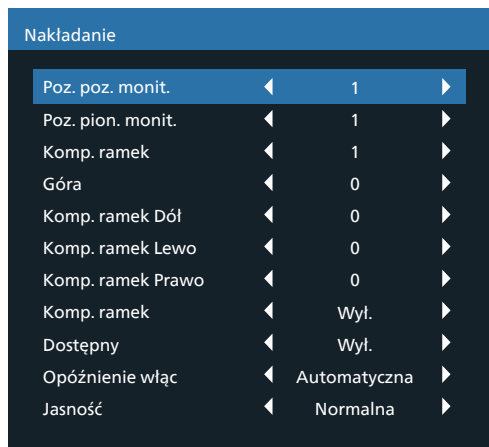 Nakładanie
Poz. poz. monit. 1
Poz. pion. monit. 1
Komp. ramek 1
Góra 0
Komp. ramek Dół 0
Komp. ramek Lewo 0
Komp. ramek Prawo 0
Komp. ramek Wył.
Dostępny Wył.
Opóźnienie włąc Automatyczna
Jasność Normalna